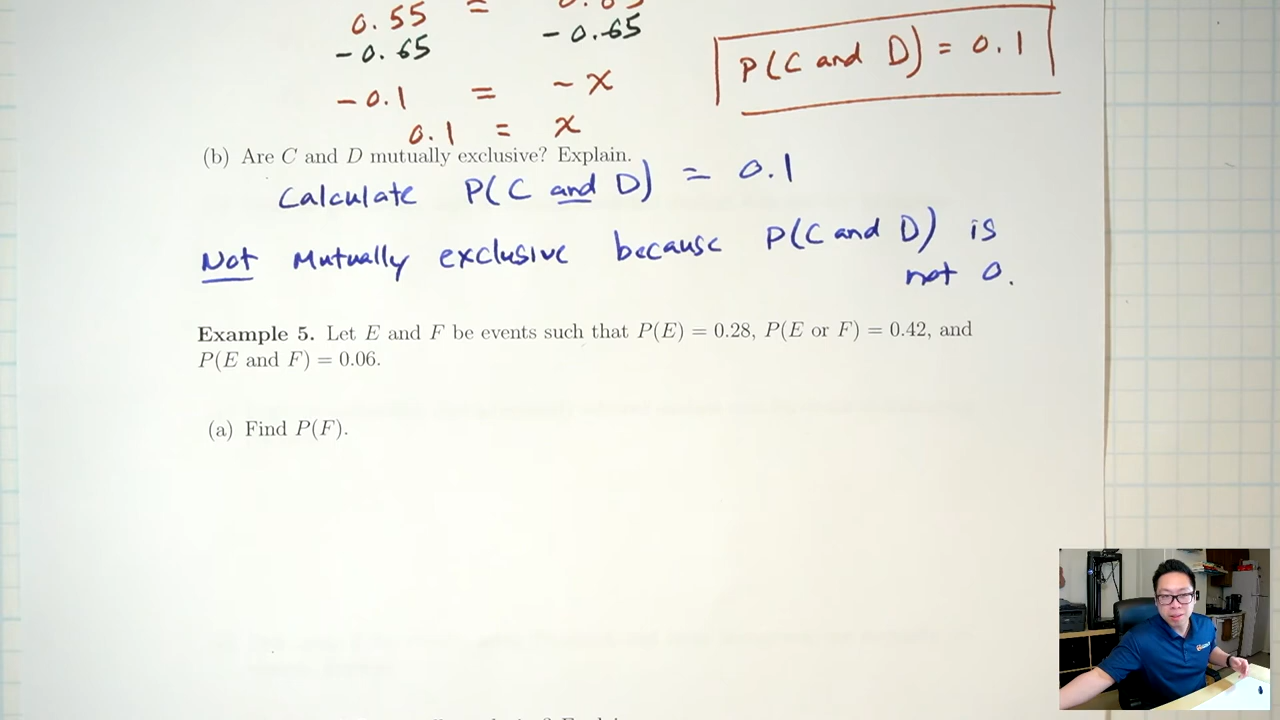 0.55 =
- 0.65 - 0.65
- 0.1 = - x
0.1 = x
P(C and D) = 0.1
(b) Are C and D mutually exclusive? Explain.
Calculate P(C and D) = 0.1
Not Mutually exclusive because P(C and D) is
not 0.
Example 5. Let E and F be events such that P(E) = 0.28, P(E or F) = 0.42, and
P(E and F) = 0.06.
(a) Find P(F).